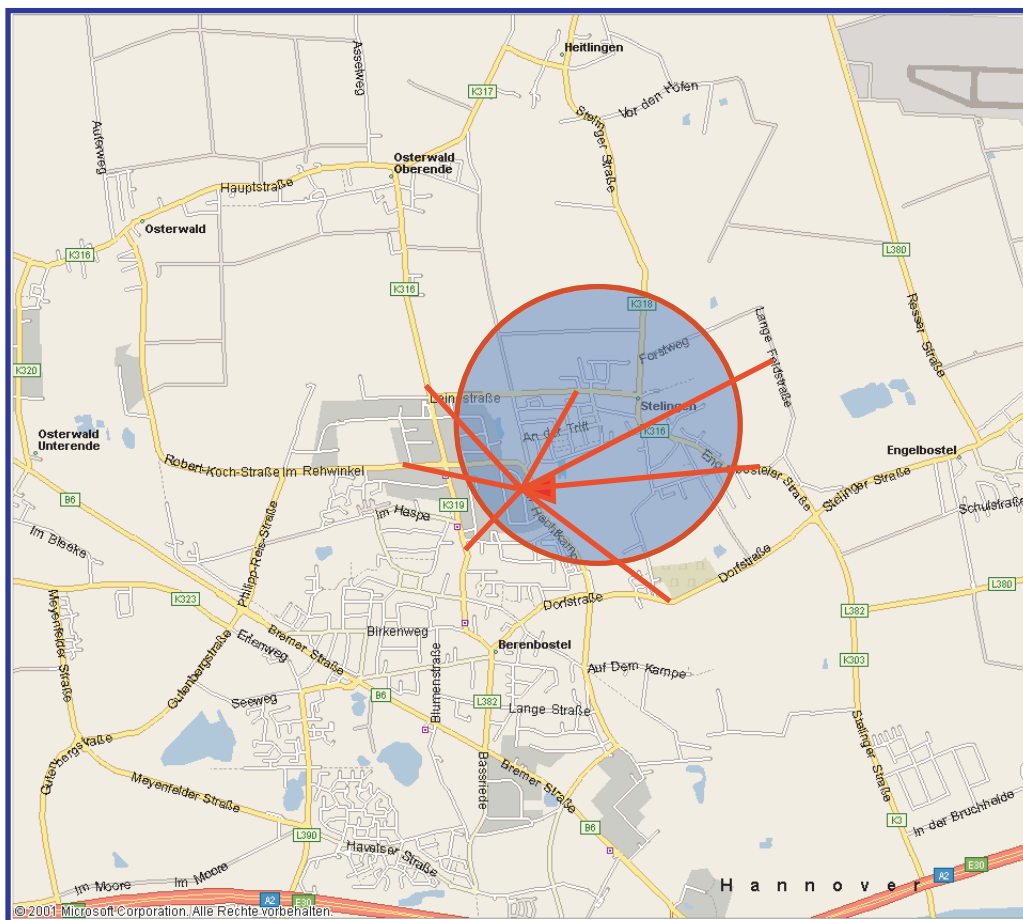 Heitlingen
Asselweg
K317
Vor den Höfen
Stelinger Straße
Auferweg
Osterwald
Oberende
Hauptstraße
Osterwald
K316
L380
K316
K318
Resser Straße
Lange Feldstraße
Forstweg
K320
Leinestraße
Stelingen
An der Trift
K316
Osterwald
Unterende
Engelbostel
Robert-Koch-Straße
Im Rehwinkel
Engelbosteler Straße
Stelinger Straße
B6
K319
Schulstraße
Im Haspa
Hechtkamp
Im Bleeke
Philipp-Reis-Straße
Dorfstraße
L380
K323
Dorfstraße
L382
Meyenfelder Straße
Bremer Straße
Birkenweg
Erlenweg
Berenbostel
K303
Auf Dem Kampe
Gutenbergstraße
B6
Seeweg
Blumenstraße
L382
Lange Straße
Stelinger Straße
Gutenbergstraße
Bassriede
Bremer Straße
Meyenfelder Straße
B6
K3
In der Bruchheide
L390
Havelser Straße
E30
A2
Im Moore
Im Moore
Hannover
A2
E30
© 2001 Microsoft Corporation. Alle Rechte vorbehalten.